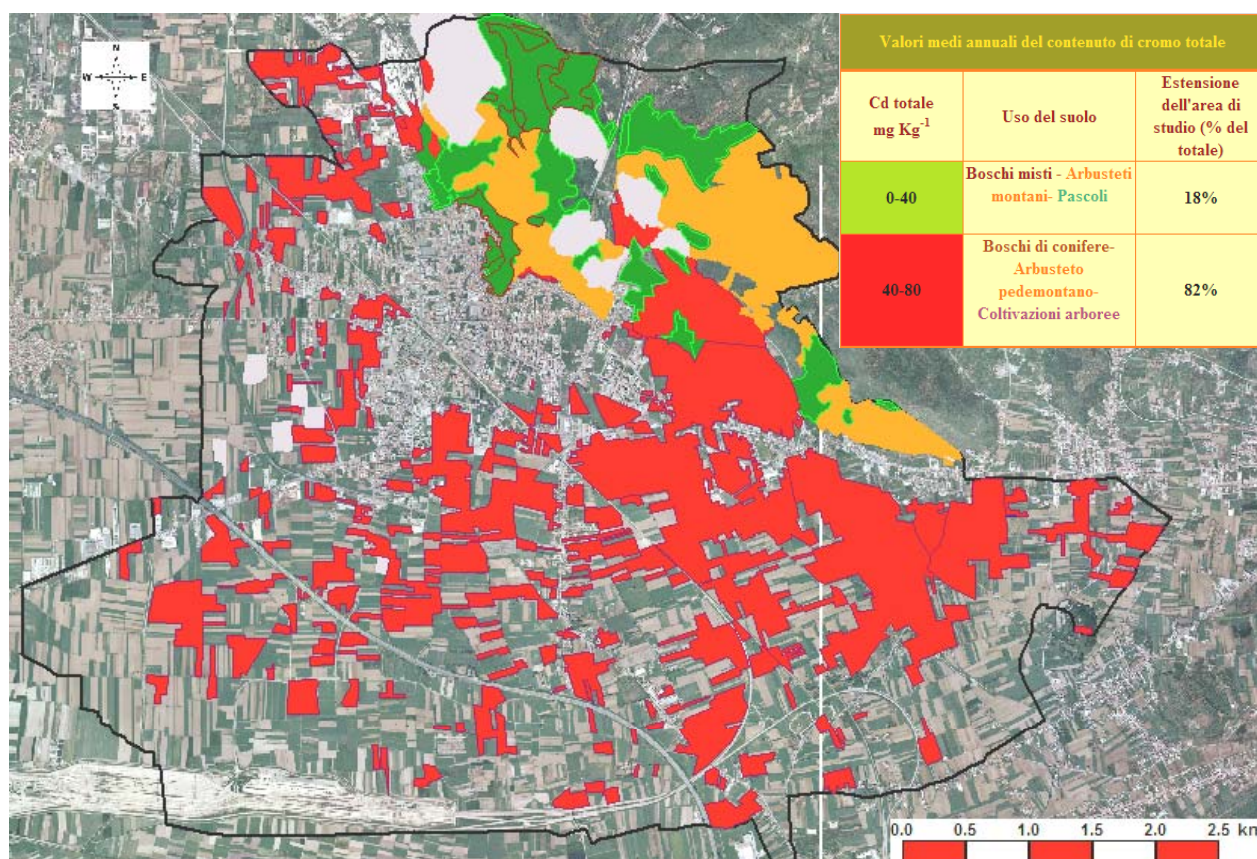 N
W E
S
Valori medi annuali del contenuto di cromo totale
Cd totale
mg Kg-1
Uso del suolo
Estensione
dell'area di
studio (% del
totale)
0-40
Boschi misti - Arbusteti
montani- Pascoli
18%
40-80
Boschi di conifere-
Arbusteto
pedemontano-
Coltivazioni arboree
82%
0.0 0.5 1.0 1.5 2.0 2.5 km